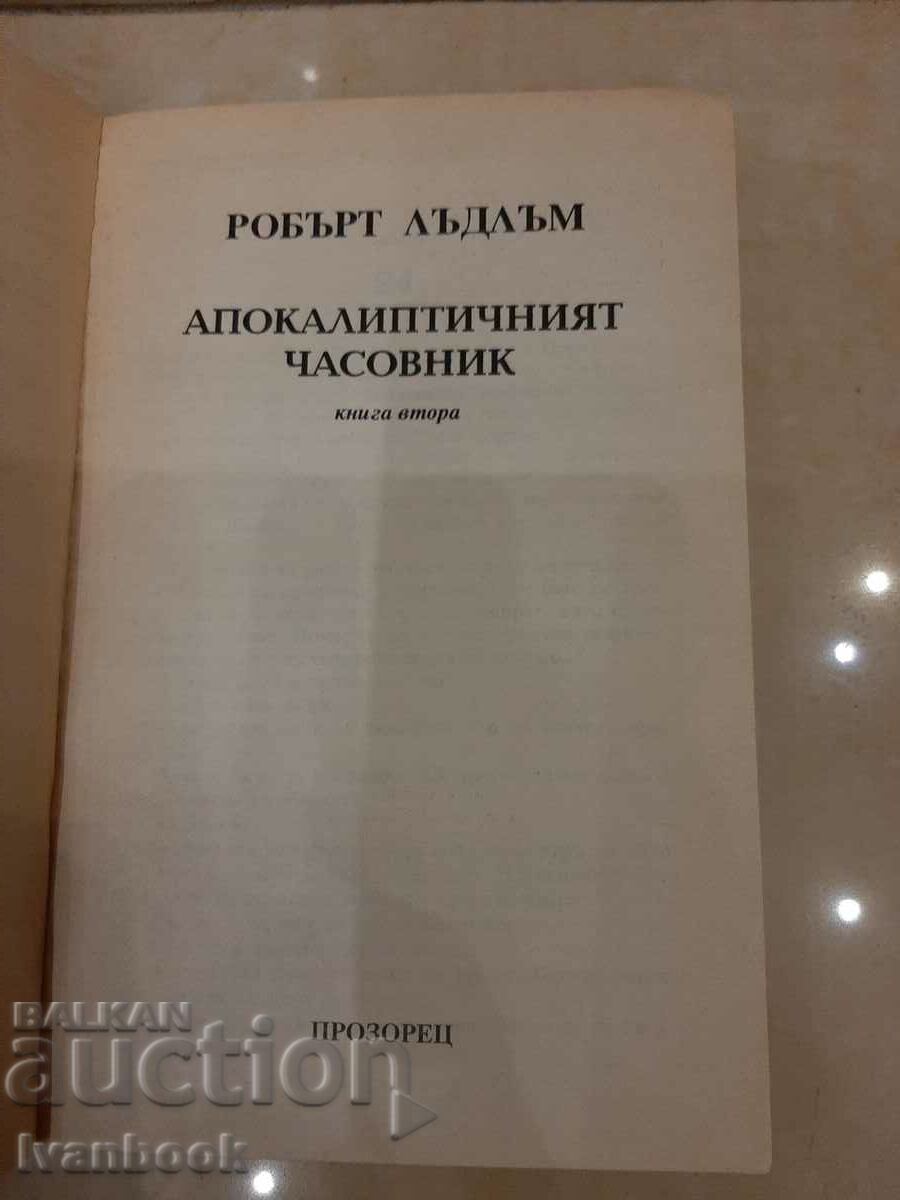 РОБЪРТ ЛЪДЛЪМ
АПОКАЛИПТИЧНИЯТ
ЧАСОВНИК
книга втора
ПРОЗОРЕЦ
BALKAN
auction
Ivanbook